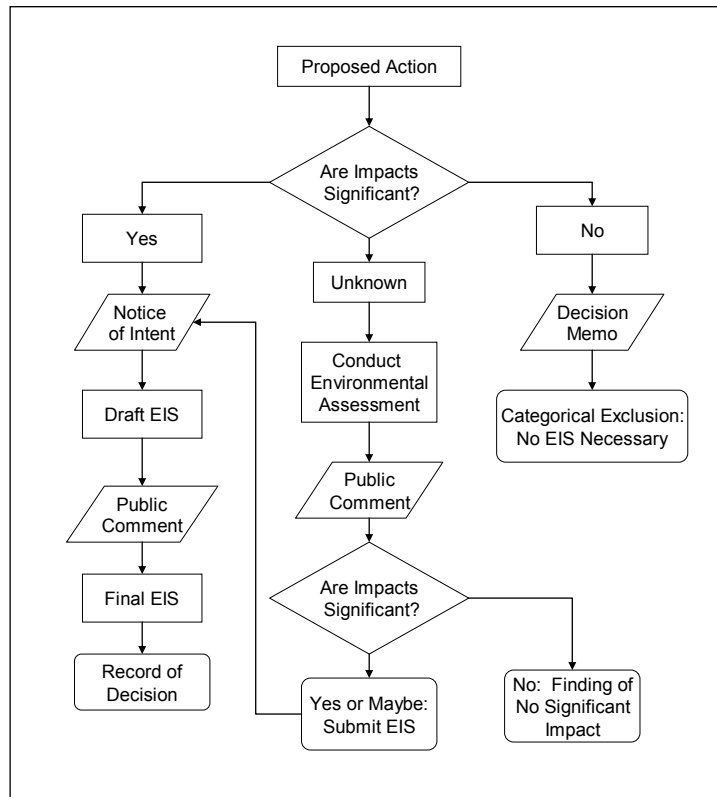 Proposed Action
Are Impacts
Significant?
Yes
Unknown
No
Notice
of Intent
Decision
Memo
Conduct
Environmental
Assessment
Draft EIS
Categorical Exclusion:
No EIS Necessary
Public
Comment
Public
Comment
Final EIS
Are Impacts
Significant?
Record of
Decision
Yes or Maybe:
Submit EIS
No: Finding of
No Significant
Impact